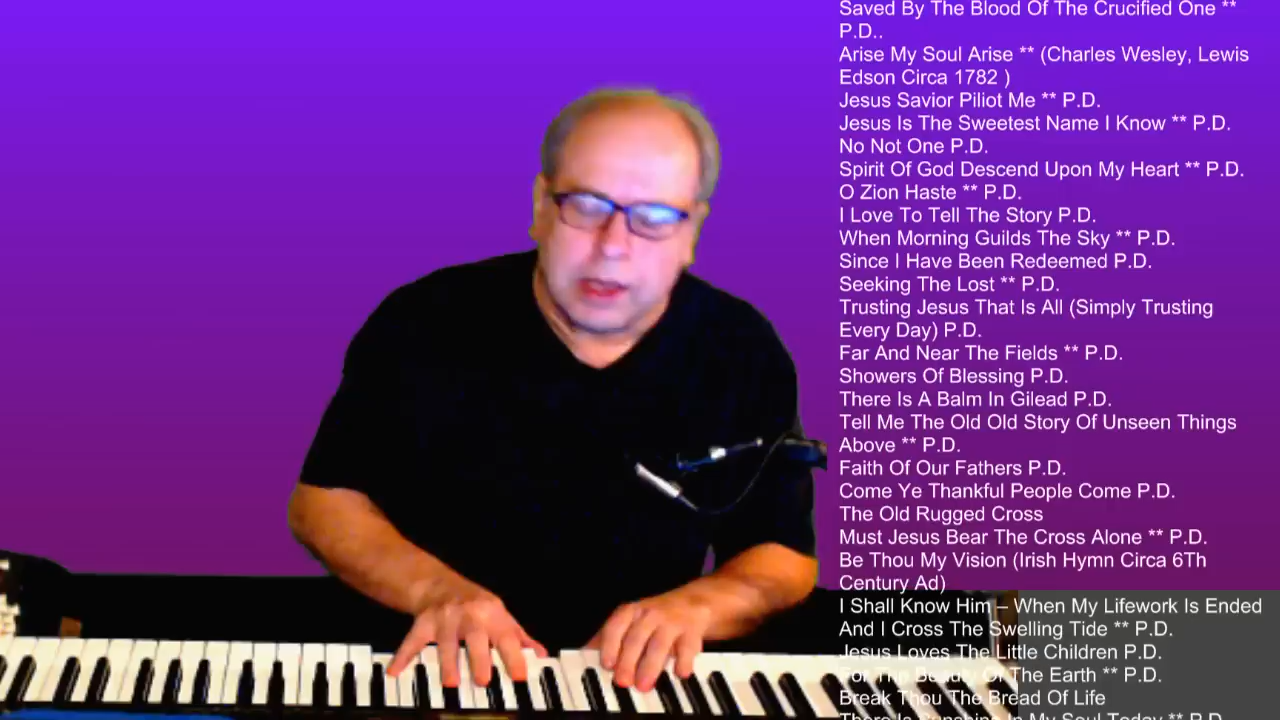 Saved By The Blood Of The Crucified One **
P.D..
Arise My Soul Arise ** (Charles Wesley, Lewis
Edson Circa 1782 )
Jesus Savior Piliot Me ** P.D.
Jesus Is The Sweetest Name I Know ** P.D.
No Not One P.D.
Spirit Of God Descend Upon My Heart ** P.D.
O Zion Haste ** P.D.
I Love To Tell The Story P.D.
When Morning Guilds The Sky ** P.D.
Since I Have Been Redeemed P.D.
Seeking The Lost ** P.D.
Trusting Jesus That Is All (Simply Trusting
Every Day) P.D.
Far And Near The Fields ** P.D.
Showers Of Blessing P.D.
There Is A Balm In Gilead P.D.
Tell Me The Old Old Story Of Unseen Things
Above ** P.D.
Faith Of Our Fathers P.D.
Come Ye Thankful People Come P.D.
The Old Rugged Cross
Must Jesus Bear The Cross Alone ** P.D.
Be Thou My Vision (Irish Hymn Circa 6Th
Century Ad)
I Shall Know Him – When My Lifework Is Ended
And I Cross The Swelling Tide ** P.D.
Jesus Loves The Little Children P.D.
For The Beauty Of The Earth ** P.D.
Break Thou The Bread Of Life
There Is Sunshine In My Soul Today ** P.D.